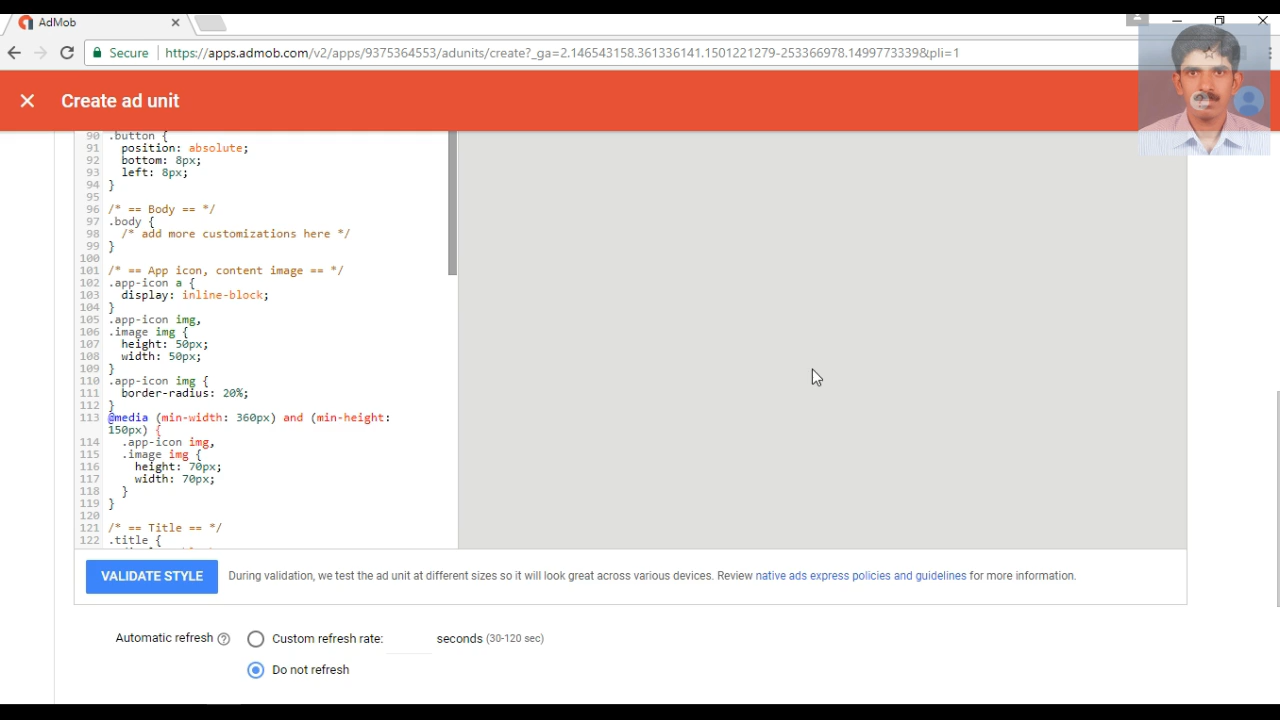 AdMob
Secure
https://apps.admob.com/v2/apps/9375364553/adunits/create?_ga=2.146543158.361336141.1501221279-253366978.1499773339&pli=1
Create ad unit
90 .button {
91 position: absolute;
92 bottom: 8px;
93 left: 8px;
94 }
95
96 /* == Body == */
97 .body {
98 /* add more customizations here */
99 }
100
101 /* == App icon, content image == */
102 .app-icon a {
103 display: inline-block;
104 }
105 .app-icon img,
106 .image img {
107 height: 50px;
108 width: 50px;
109 }
110 .app-icon img {
111 border-radius: 20%;
112 }
113 @media (min-width: 360px) and (min-height:
150px) {
114 .app-icon img,
115 .image img {
116 height: 70px;
117 width: 70px;
118 }
119 }
120
121 /* == Title == */
122 .title {
VALIDATE STYLE
During validation, we test the ad unit at different sizes so it will look great across various devices. Review native ads express policies and guidelines for more information.
Automatic refresh
Custom refresh rate: seconds (30-120 sec)
Do not refresh